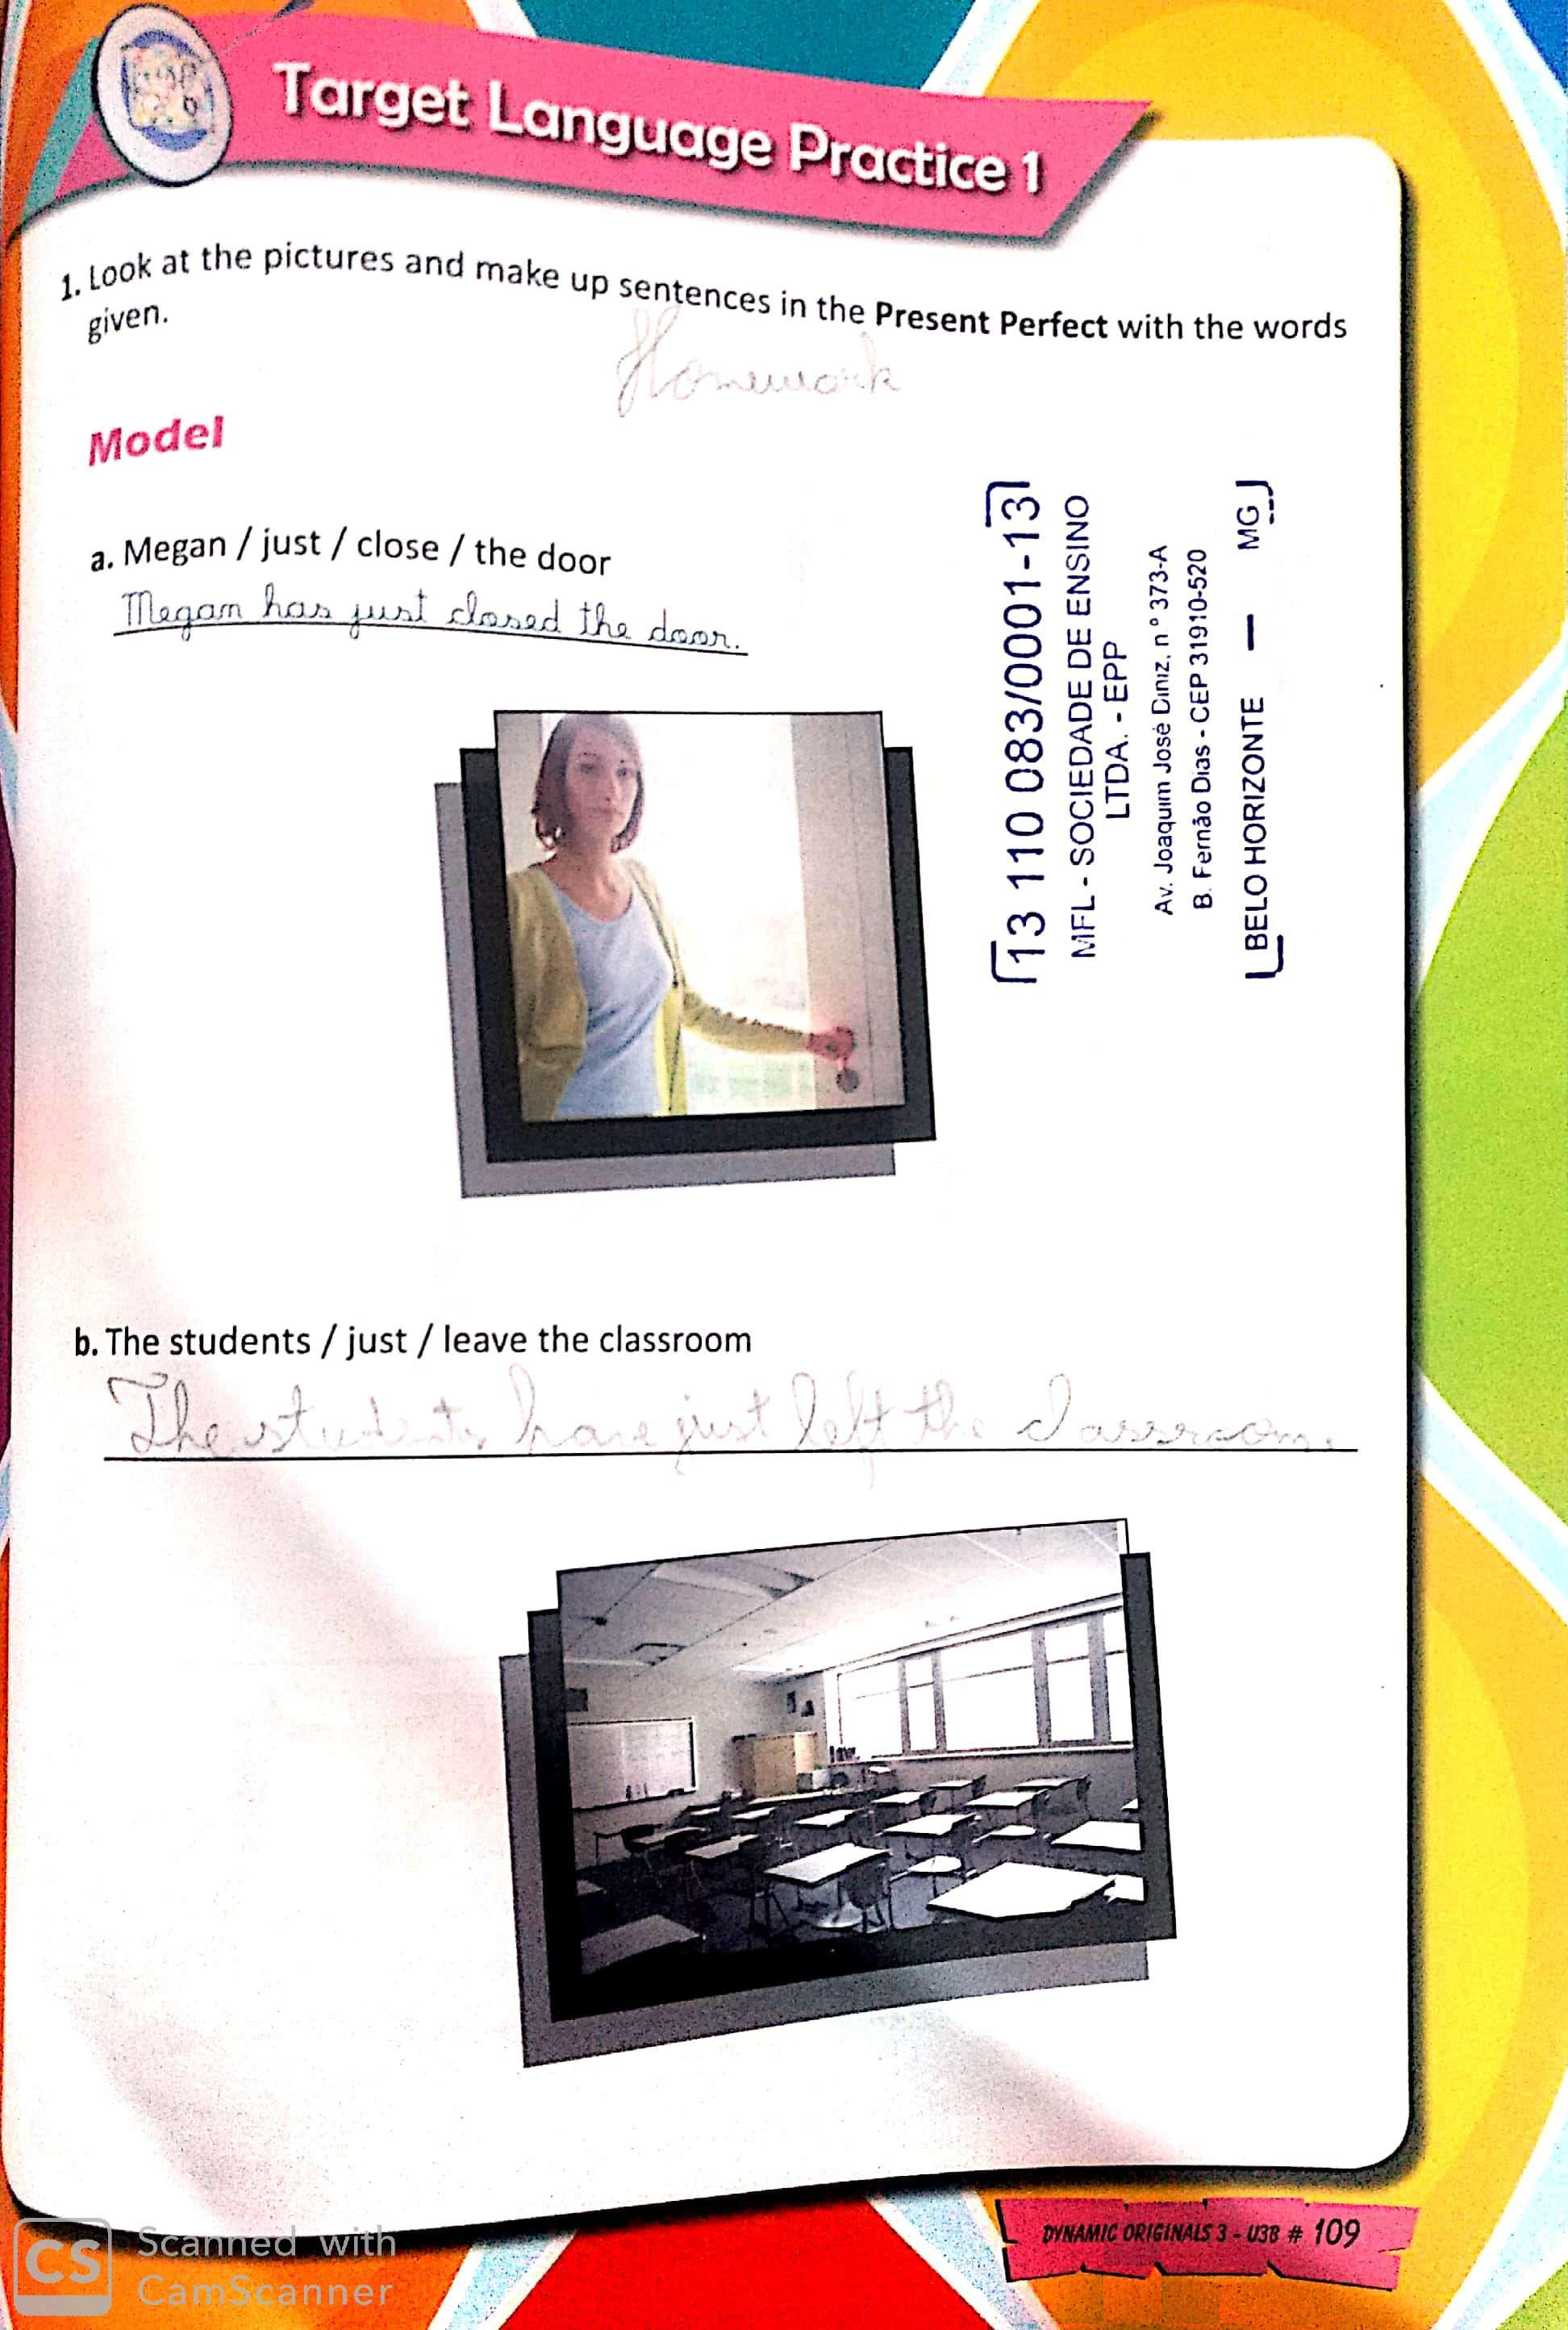 Target Language Practice 1
1. Look at the pictures and make up sentences in the Present Perfect with the words
given.
Homework
Model
a. Megan / just / close / the door
Megan has just closed the door.
13 110 083/0001-13
MFL - SOCIEDADE DE ENSINO
LTDA. - EPP
Av. Joaquim José Diniz, n º 373-A
B. Fernão Dias - CEP 31910-520
BELO HORIZONTE — MG
b. The students / just / leave the classroom
The students have just left the classroom.
DYNAMIC ORIGINALS 3 - U38 # 109
CS
Scanned with
CamScanner